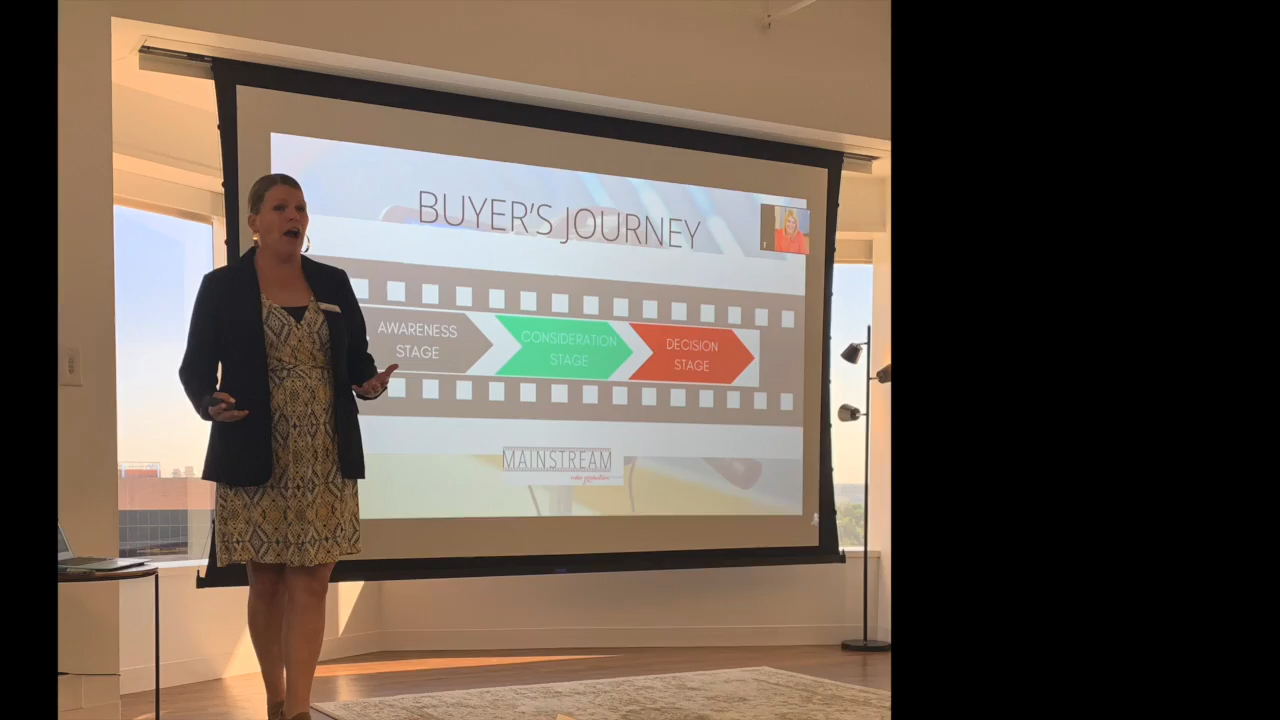 BUYER'S JOURNEY
AWARENESS
STAGE
CONSIDERATION
STAGE
DECISION
STAGE
MAINSTREAM